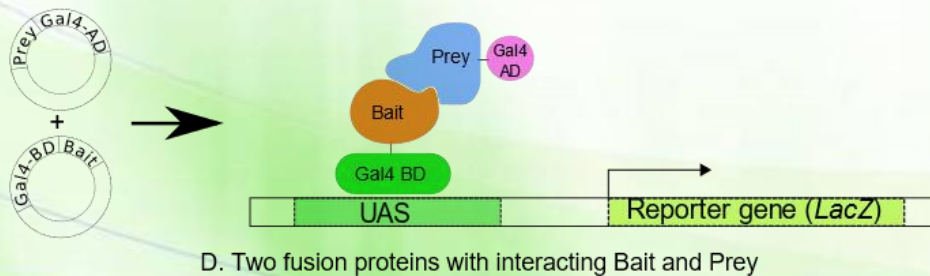 Prey Gal4-AD
+
Gal4-BD Bait
Prey
Gal4
AD
Bait
Gal4 BD
UAS
Reporter gene (LacZ)
D. Two fusion proteins with interacting Bait and Prey